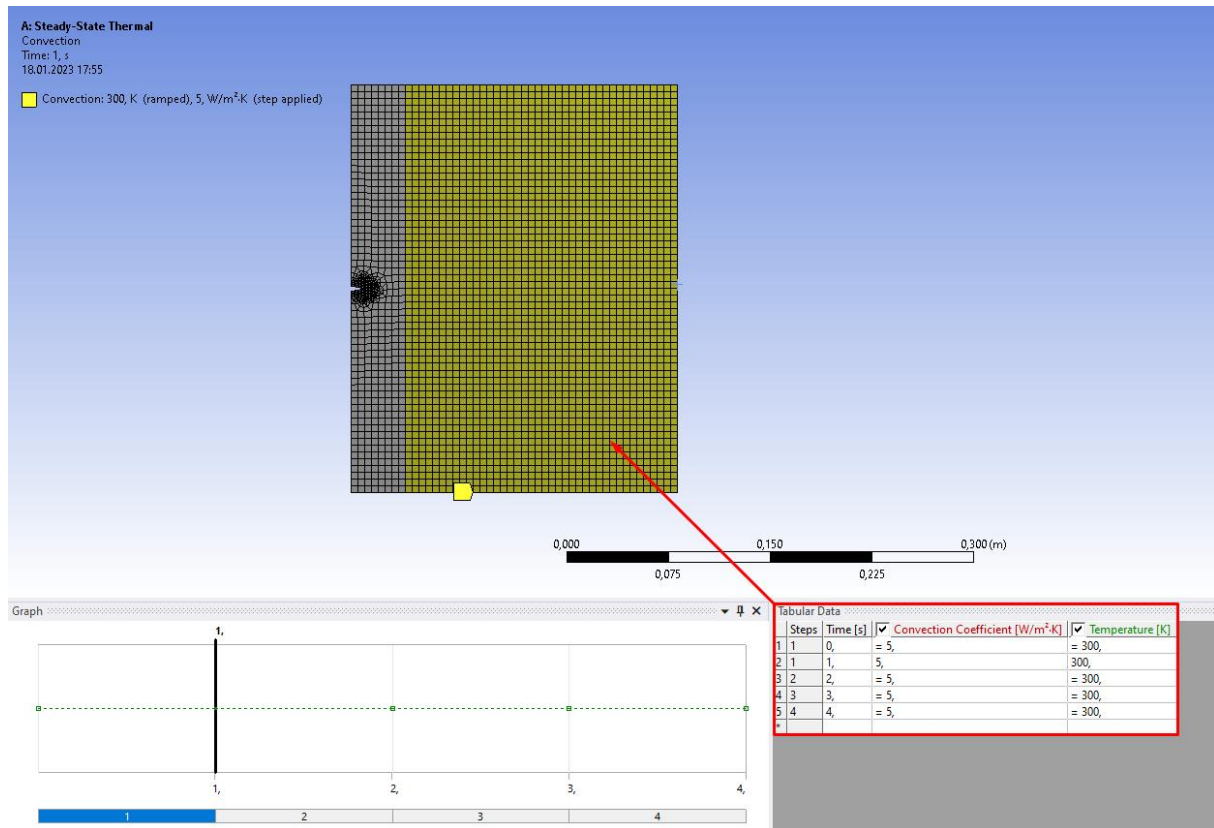 A: Steady-State Thermal
Convection
Time: 1, s
18.01.2023 17:55
Convection: 300, K (ramped), 5, W/m²·K (step applied)
0,000 0,150 0,300 (m)
0,075 0,225
Graph
1,
1, 2, 3, 4,
1 2 3 4
Tabular Data
Steps Time [s] Convection Coefficient [W/m²·K] Temperature [K]
1 1 0, = 5, = 300,
2 1 1, 5, 300,
3 2 2, = 5, = 300,
4 3 3, = 5, = 300,
5 4 4, = 5, = 300,
*